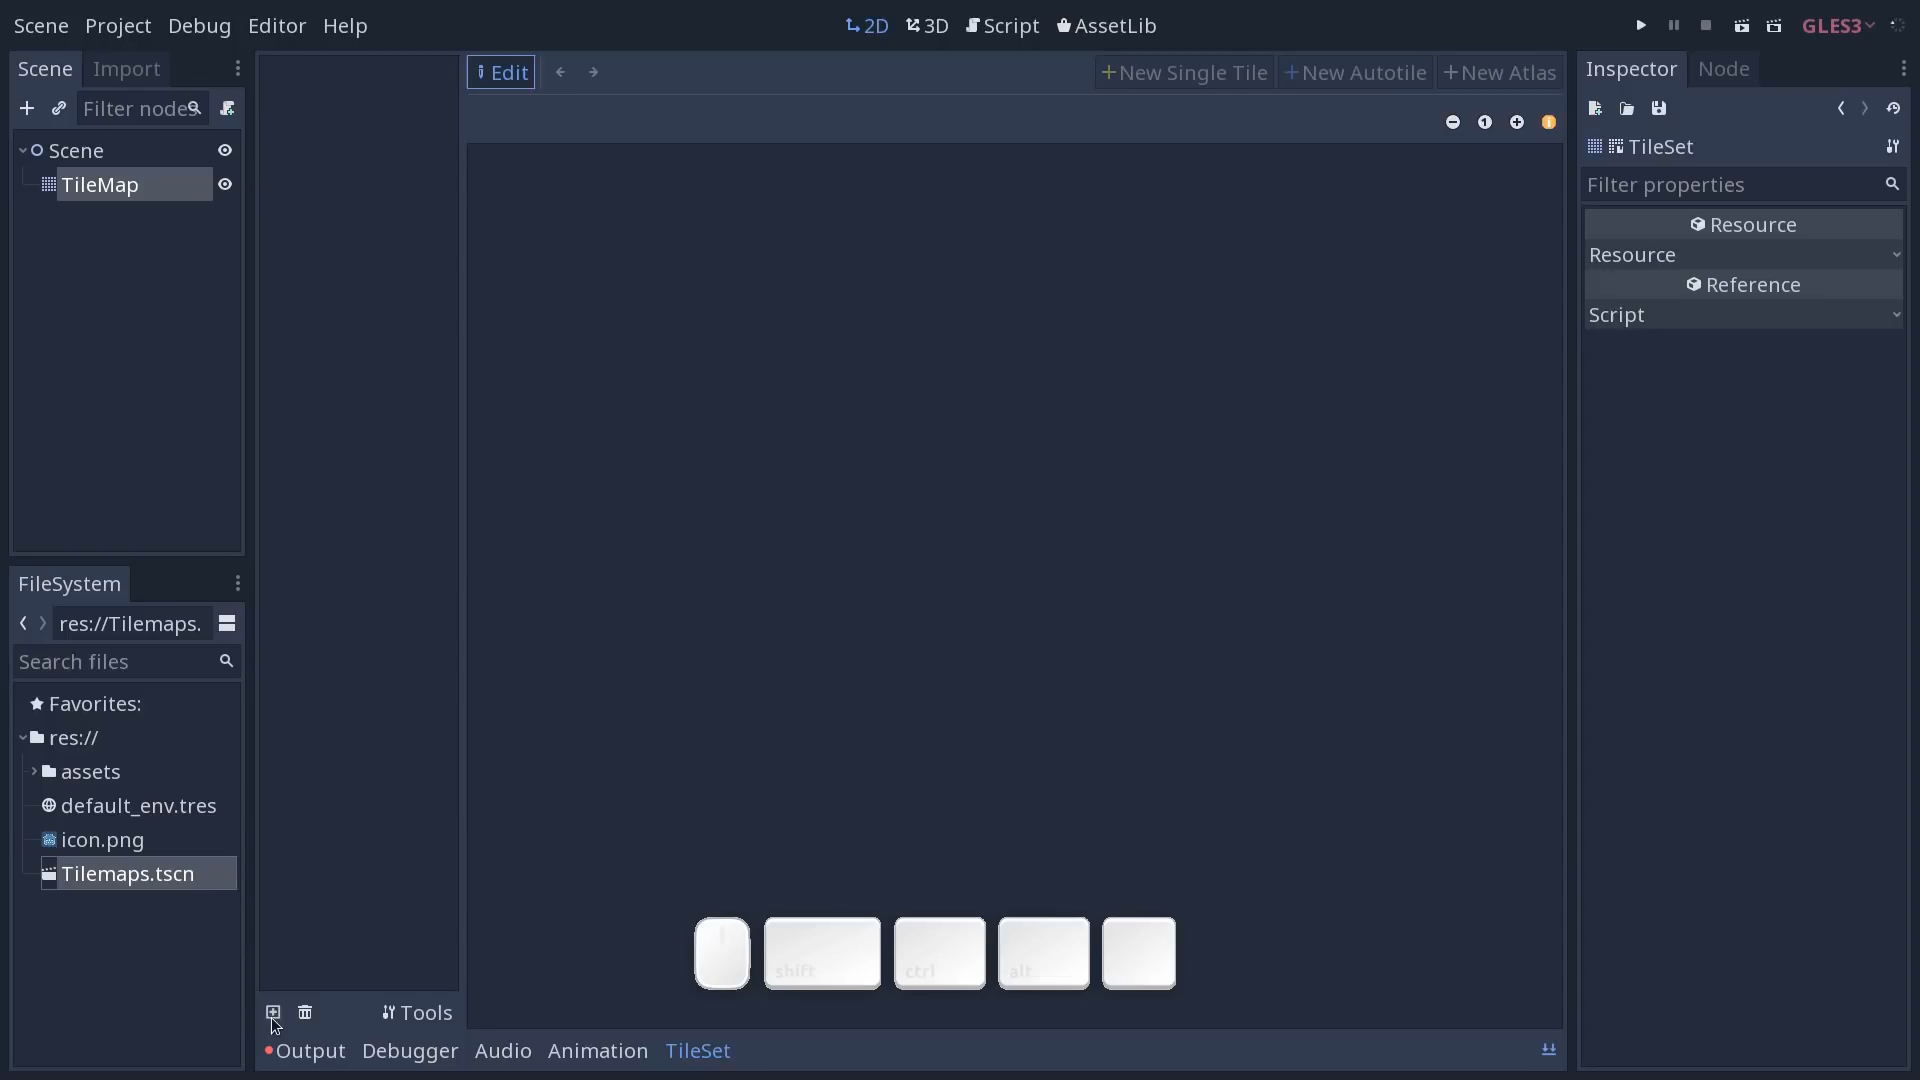 Scene Project Debug Editor Help
2D 3D Script AssetLib
GLES3
Scene Import
Filter nodes
Scene
TileMap
FileSystem
res://Tilemaps.
Search files
Favorites:
res://
assets
default_env.tres
icon.png
Tilemaps.tscn
Edit
New Single Tile New Autotile New Atlas
shift ctrl alt
Tools
Output Debugger Audio Animation TileSet
Inspector Node
TileSet
Filter properties
Resource
Resource
Reference
Script